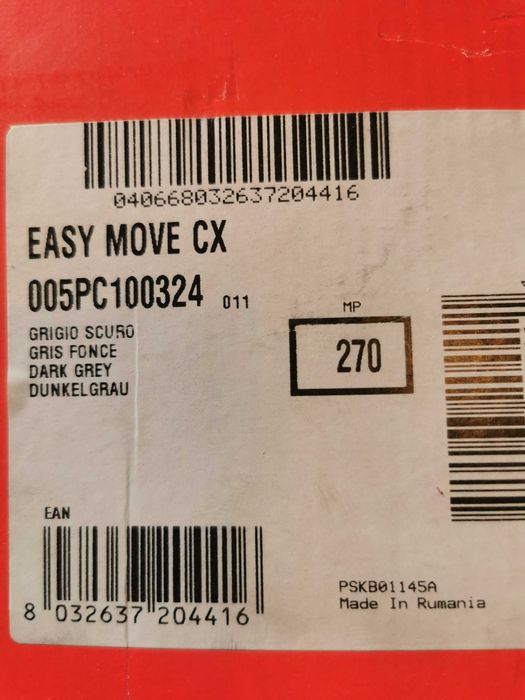 040668032637204416
EASY MOVE CX
005PC100324 011
GRIGIO SCURO
GRIS FONCE
DARK GREY
DUNKELGRAU
MP
270
EAN
8 032637 204416
PSKB01145A
Made In Rumania